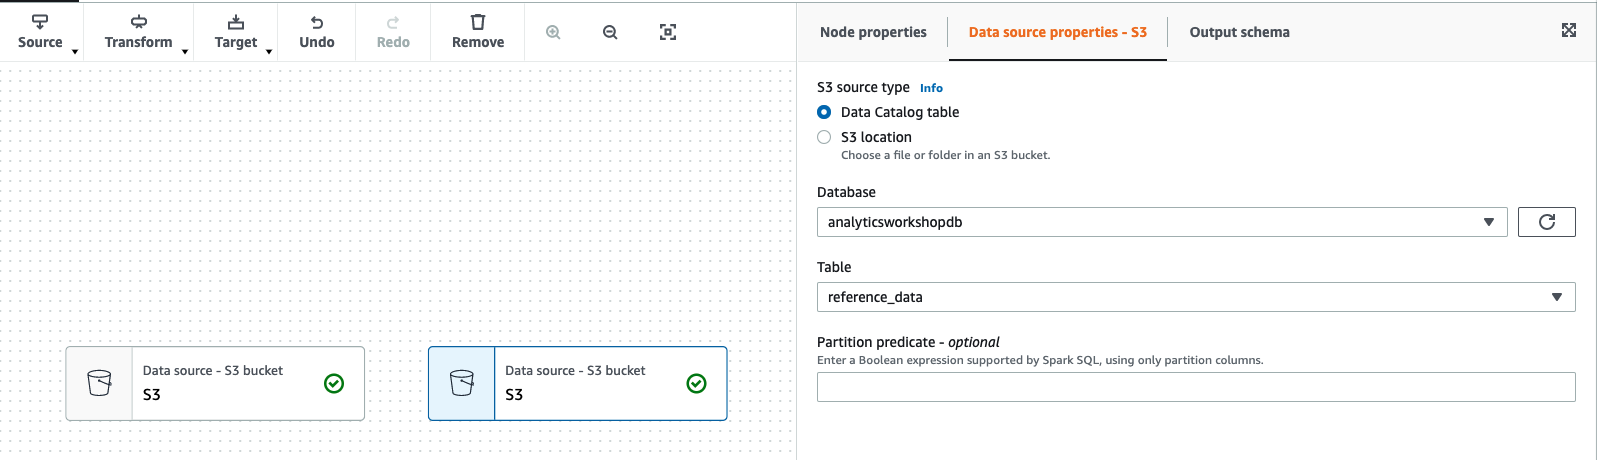 Source
Transform
Target
Undo
Redo
Remove
Data source - S3 bucket
S3
Data source - S3 bucket
S3
Node properties
Data source properties - S3
Output schema
S3 source type Info
Data Catalog table
S3 location
Choose a file or folder in an S3 bucket.
Database
analyticsworkshopdb
Table
reference_data
Partition predicate - optional
Enter a Boolean expression supported by Spark SQL, using only partition columns.